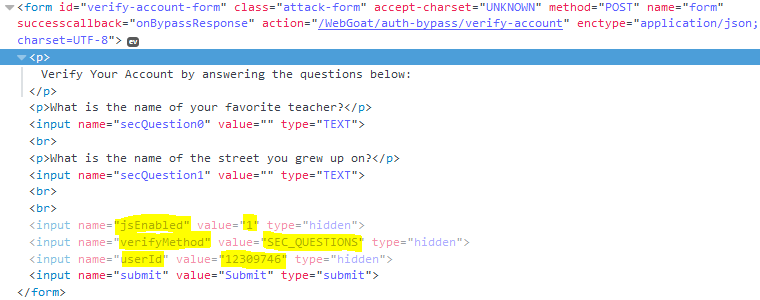 <form id="verify-account-form" class="attack-form" accept-charset="UNKNOWN" method="POST" name="form"
successcallback="onBypassResponse" action="/WebGoat/auth-bypass/verify-account" enctype="application/json;
charset=UTF-8"> ev
<p>
Verify Your Account by answering the questions below:
</p>
<p>What is the name of your favorite teacher?</p>
<input name="secQuestion0" value="" type="TEXT">
<br>
<p>What is the name of the street you grew up on?</p>
<input name="secQuestion1" value="" type="TEXT">
<br>
<br>
<input name="jsEnabled" value="1" type="hidden">
<input name="verifyMethod" value="SEC_QUESTIONS" type="hidden">
<input name="userId" value="12309746" type="hidden">
<input name="submit" value="Submit" type="submit">
</form>